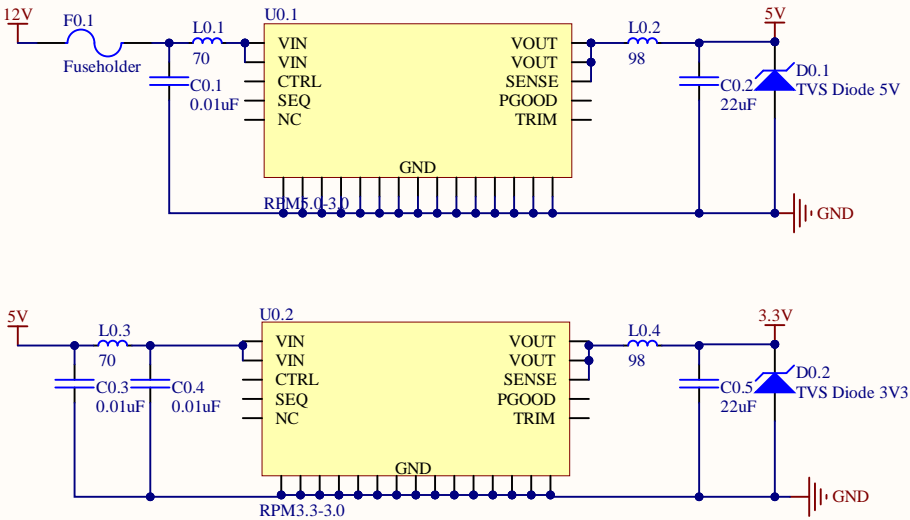 12V
F0.1
Fuseholder
L0.1
70
C0.1
0.01uF
U0.1
VIN
VIN
CTRL
SEQ
NC
VOUT
VOUT
SENSE
PGOOD
TRIM
GND
RPM5.0-3.0
L0.2
98
C0.2
22uF
5V
D0.1
TVS Diode 5V
GND
5V
L0.3
70
C0.3
0.01uF
C0.4
0.01uF
U0.2
VIN
VIN
CTRL
SEQ
NC
VOUT
VOUT
SENSE
PGOOD
TRIM
GND
RPM3.3-3.0
L0.4
98
C0.5
22uF
3.3V
D0.2
TVS Diode 3V3
GND